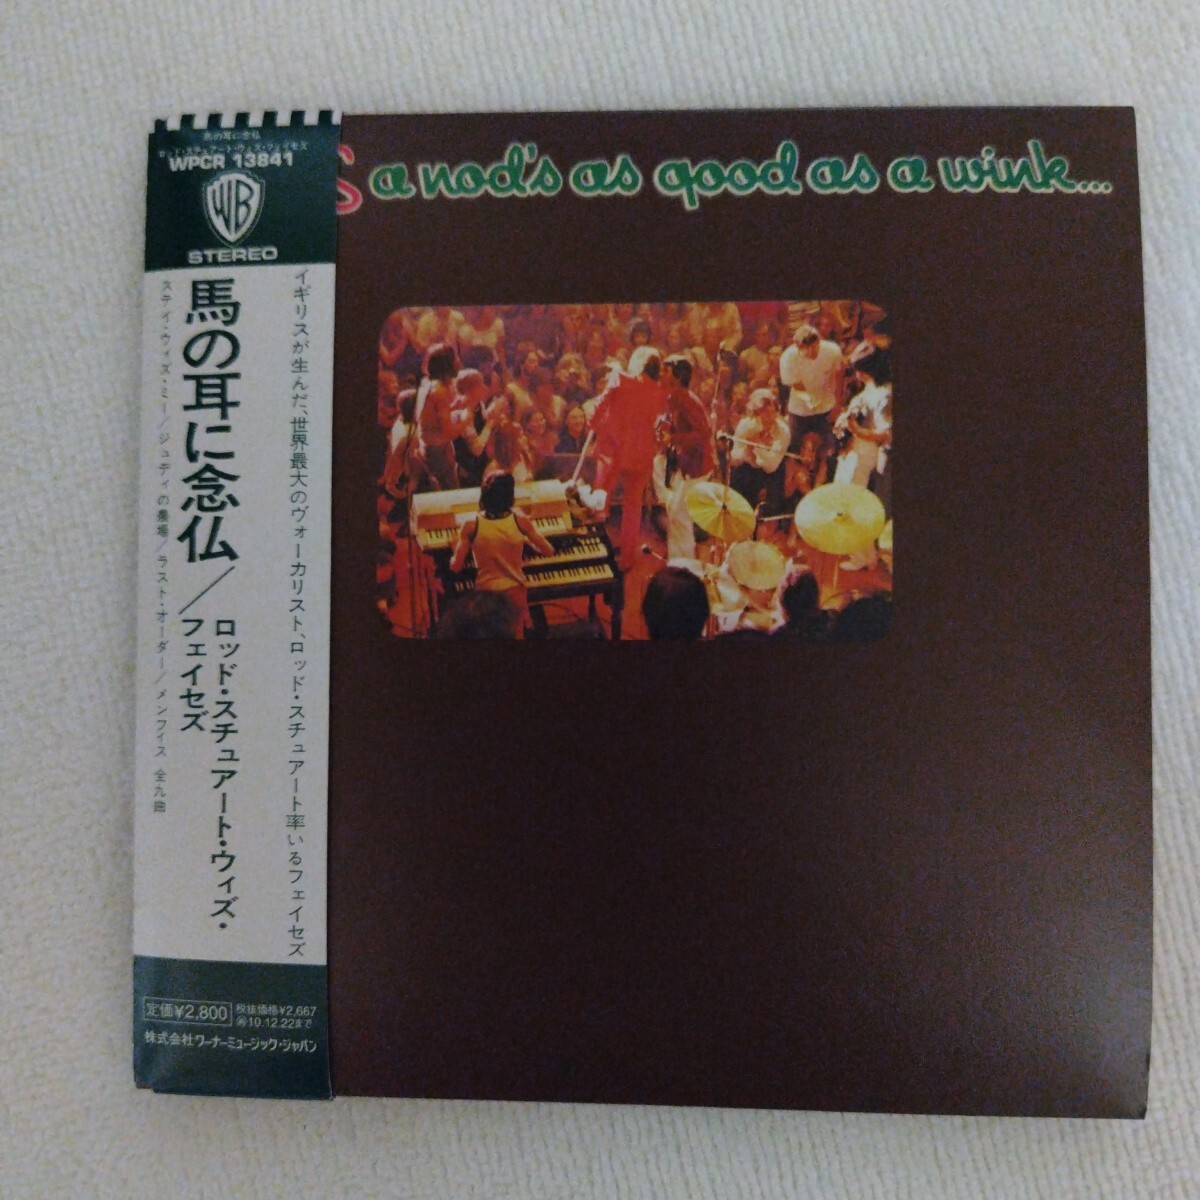 馬の耳に念仏
ロッド・スチュアート・ウィズ・フェイセズ
WPCR 13841
WB
STEREO
イギリスが生んだ、世界最大のヴォーカリスト、ロッド・スチュアート率いるフェイセズ
馬の耳に念仏／ロッド・スチュアート・ウィズ・
フェイセズ
ステイ・ウィズ・ミー／ジュディの農場／ラスト・オーダー／メンフィス 全九曲
定価¥2,800
税抜価格¥2,667
再10.12.22まで
株式会社ワーナーミュージック・ジャパン
S a nod's as good as a wink...